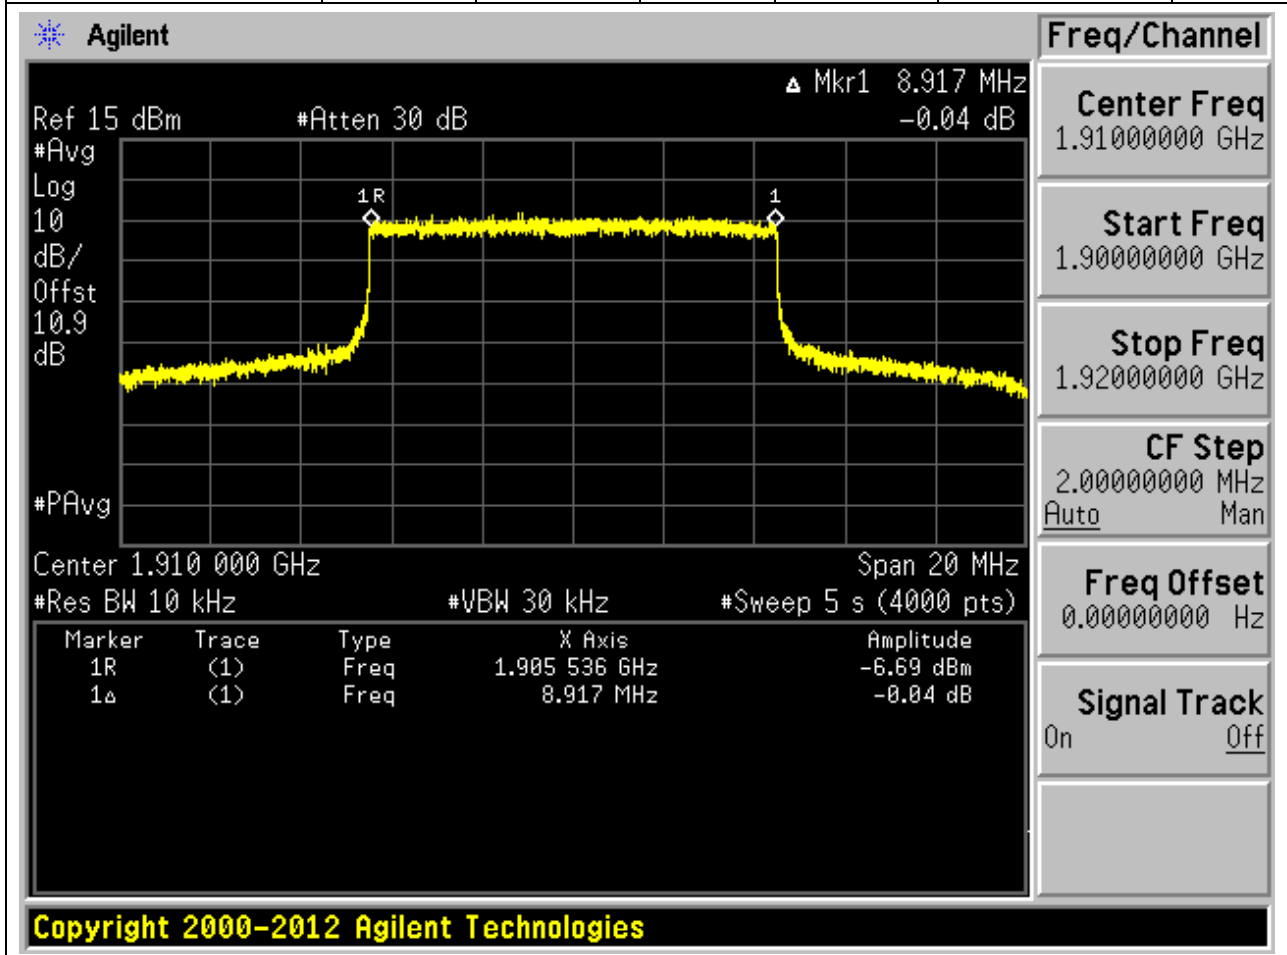 Agilent
Freq/Channel
Δ Mkr1 8.917 MHz
Ref 15 dBm #Atten 30 dB -0.04 dB
#Avg
Log
10
dB/
Offst
10.9
dB
1R
1
#PAvg
Center 1.910 000 GHz Span 20 MHz
#Res BW 10 kHz #VBW 30 kHz #Sweep 5 s (4000 pts)
Marker Trace Type X Axis Amplitude
1R (1) Freq 1.905 536 GHz -6.69 dBm
1Δ (1) Freq 8.917 MHz -0.04 dB
Center Freq
1.91000000 GHz
Start Freq
1.90000000 GHz
Stop Freq
1.92000000 GHz
CF Step
2.00000000 MHz
Auto Man
Freq Offset
0.00000000 Hz
Signal Track
On Off
Copyright 2000-2012 Agilent Technologies